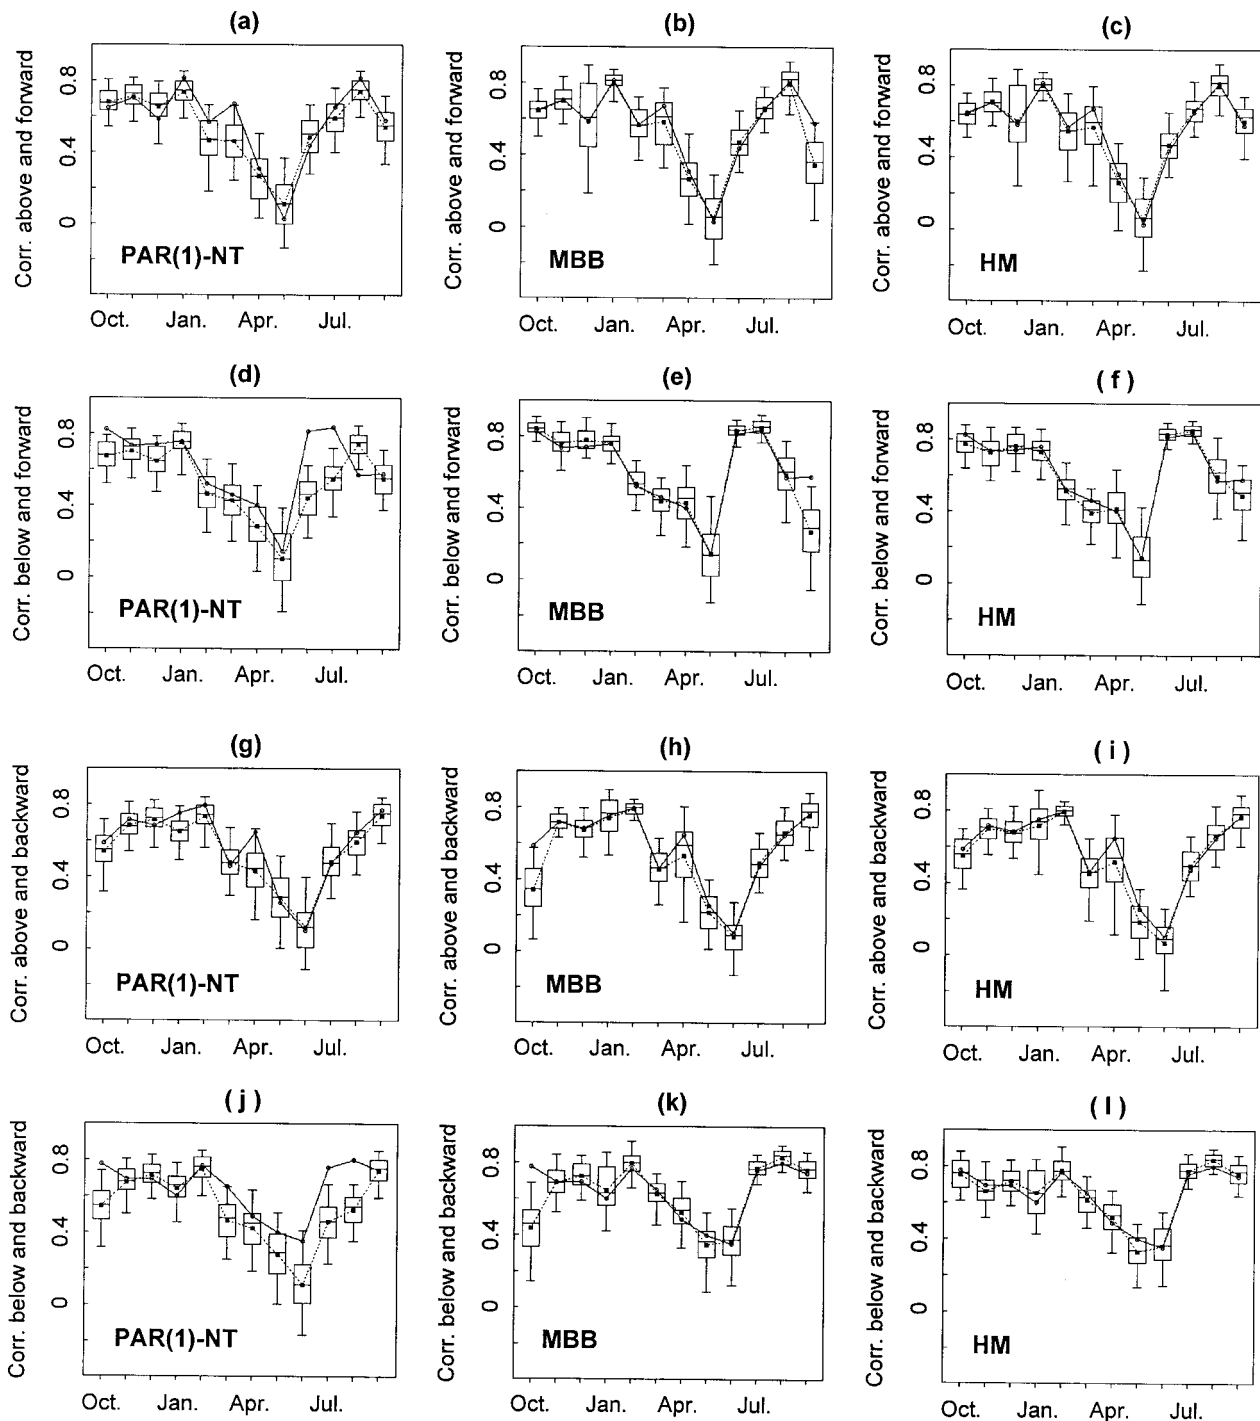 (a)
(b)
(c)
Corr. above and forward
0.8
0.4
0
PAR(1)-NT
Oct. Jan. Apr. Jul.
Corr. above and forward
0.8
0.4
0
MBB
Oct. Jan. Apr. Jul.
Corr. above and forward
0.8
0.4
0
HM
Oct. Jan. Apr. Jul.
(d)
(e)
( f )
Corr. below and forward
0.8
0.4
0
PAR(1)-NT
Oct. Jan. Apr. Jul.
Corr. below and forward
0.8
0.4
0
MBB
Oct. Jan. Apr. Jul.
Corr. below and forward
0.8
0.4
0
HM
Oct. Jan. Apr. Jul.
(g)
(h)
( i )
Corr. above and backward
0.8
0.4
0
PAR(1)-NT
Oct. Jan. Apr. Jul.
Corr. above and backward
0.8
0.4
0
MBB
Oct. Jan. Apr. Jul.
Corr. above and backward
0.8
0.4
0
HM
Oct. Jan. Apr. Jul.
( j )
(k)
( l )
Corr. below and backward
0.8
0.4
0
PAR(1)-NT
Oct. Jan. Apr. Jul.
Corr. below and backward
0.8
0.4
0
MBB
Oct. Jan. Apr. Jul.
Corr. below and backward
0.8
0.4
0
HM
Oct. Jan. Apr. Jul.